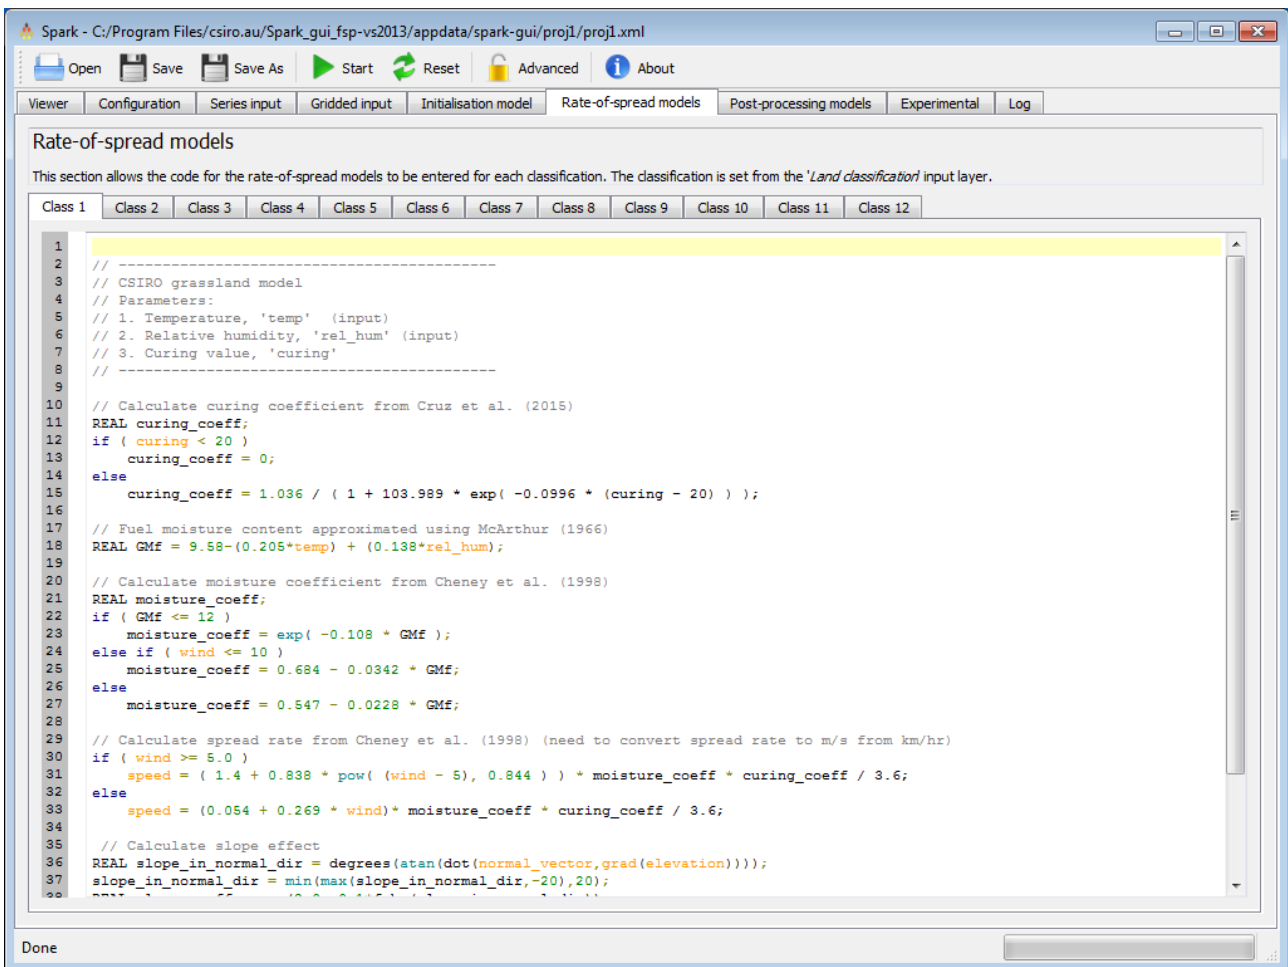 Spark - C:/Program Files/csiro.au/Spark_gui_fsp-vs2013/appdata/spark-gui/proj1/proj1.xml
Open Save Save As Start Reset Advanced About
Viewer Configuration Series input Gridded input Initialisation model Rate-of-spread models Post-processing models Experimental Log
Rate-of-spread models
This section allows the code for the rate-of-spread models to be entered for each classification. The classification is set from the 'Land classification' input layer.
Class 1 Class 2 Class 3 Class 4 Class 5 Class 6 Class 7 Class 8 Class 9 Class 10 Class 11 Class 12
1
2 // -------------------------------------------
3 // CSIRO grassland model
4 // Parameters:
5 // 1. Temperature, 'temp'  (input)
6 // 2. Relative humidity, 'rel_hum' (input)
7 // 3. Curing value, 'curing'
8 // -------------------------------------------
9
10 // Calculate curing coefficient from Cruz et al. (2015)
11 REAL curing_coeff;
12 if ( curing < 20 )
13     curing_coeff = 0;
14 else
15     curing_coeff = 1.036 / ( 1 + 103.989 * exp( -0.0996 * (curing - 20) ) );
16
17 // Fuel moisture content approximated using McArthur (1966)
18 REAL GMf = 9.58-(0.205*temp) + (0.138*rel_hum);
19
20 // Calculate moisture coefficient from Cheney et al. (1998)
21 REAL moisture_coeff;
22 if ( GMf <= 12 )
23     moisture_coeff = exp( -0.108 * GMf );
24 else if ( wind <= 10 )
25     moisture_coeff = 0.684 - 0.0342 * GMf;
26 else
27     moisture_coeff = 0.547 - 0.0228 * GMf;
28
29 // Calculate spread rate from Cheney et al. (1998) (need to convert spread rate to m/s from km/hr)
30 if ( wind >= 5.0 )
31     speed = ( 1.4 + 0.838 * pow( (wind - 5), 0.844 ) ) * moisture_coeff * curing_coeff / 3.6;
32 else
33     speed = (0.054 + 0.269 * wind)* moisture_coeff * curing_coeff / 3.6;
34
35  // Calculate slope effect
36 REAL slope_in_normal_dir = degrees(atan(dot(normal_vector,grad(elevation))));
37 slope_in_normal_dir = min(max(slope_in_normal_dir,-20),20);
Done